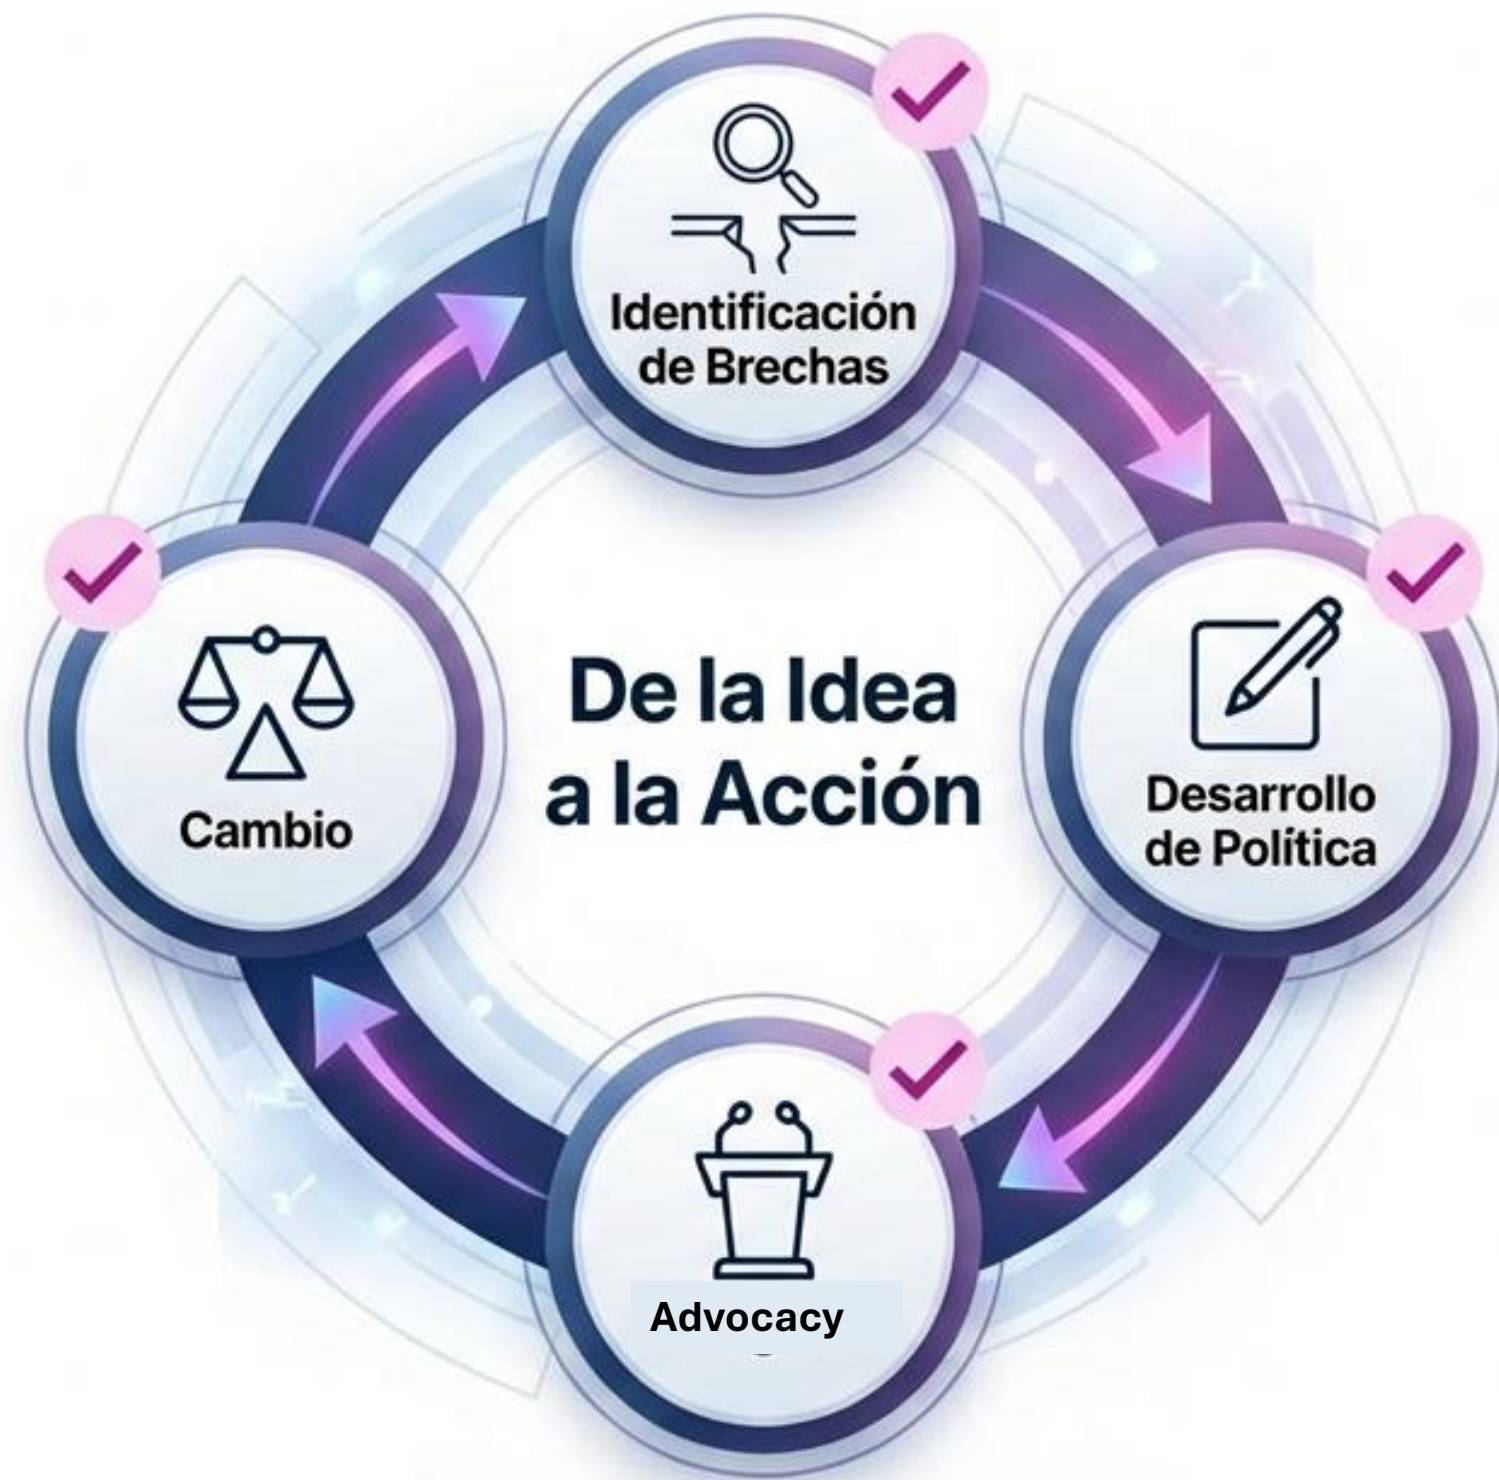 Identificación
de Brechas
Cambio
De la Idea
a la Acción
Desarrollo
de Política
Advocacy